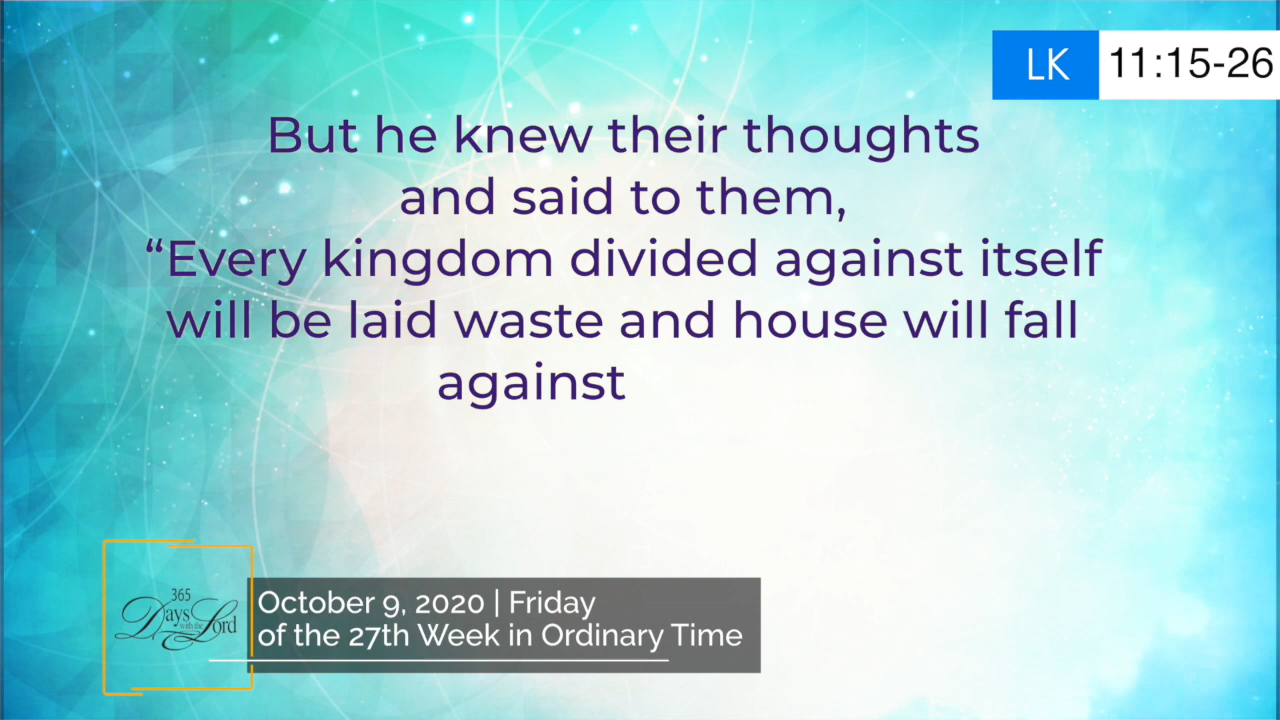 LK 11:15-26
But he knew their thoughts
and said to them,
“Every kingdom divided against itself
will be laid waste and house will fall
against
365
Days
with the
Lord
October 9, 2020 | Friday
of the 27th Week in Ordinary Time